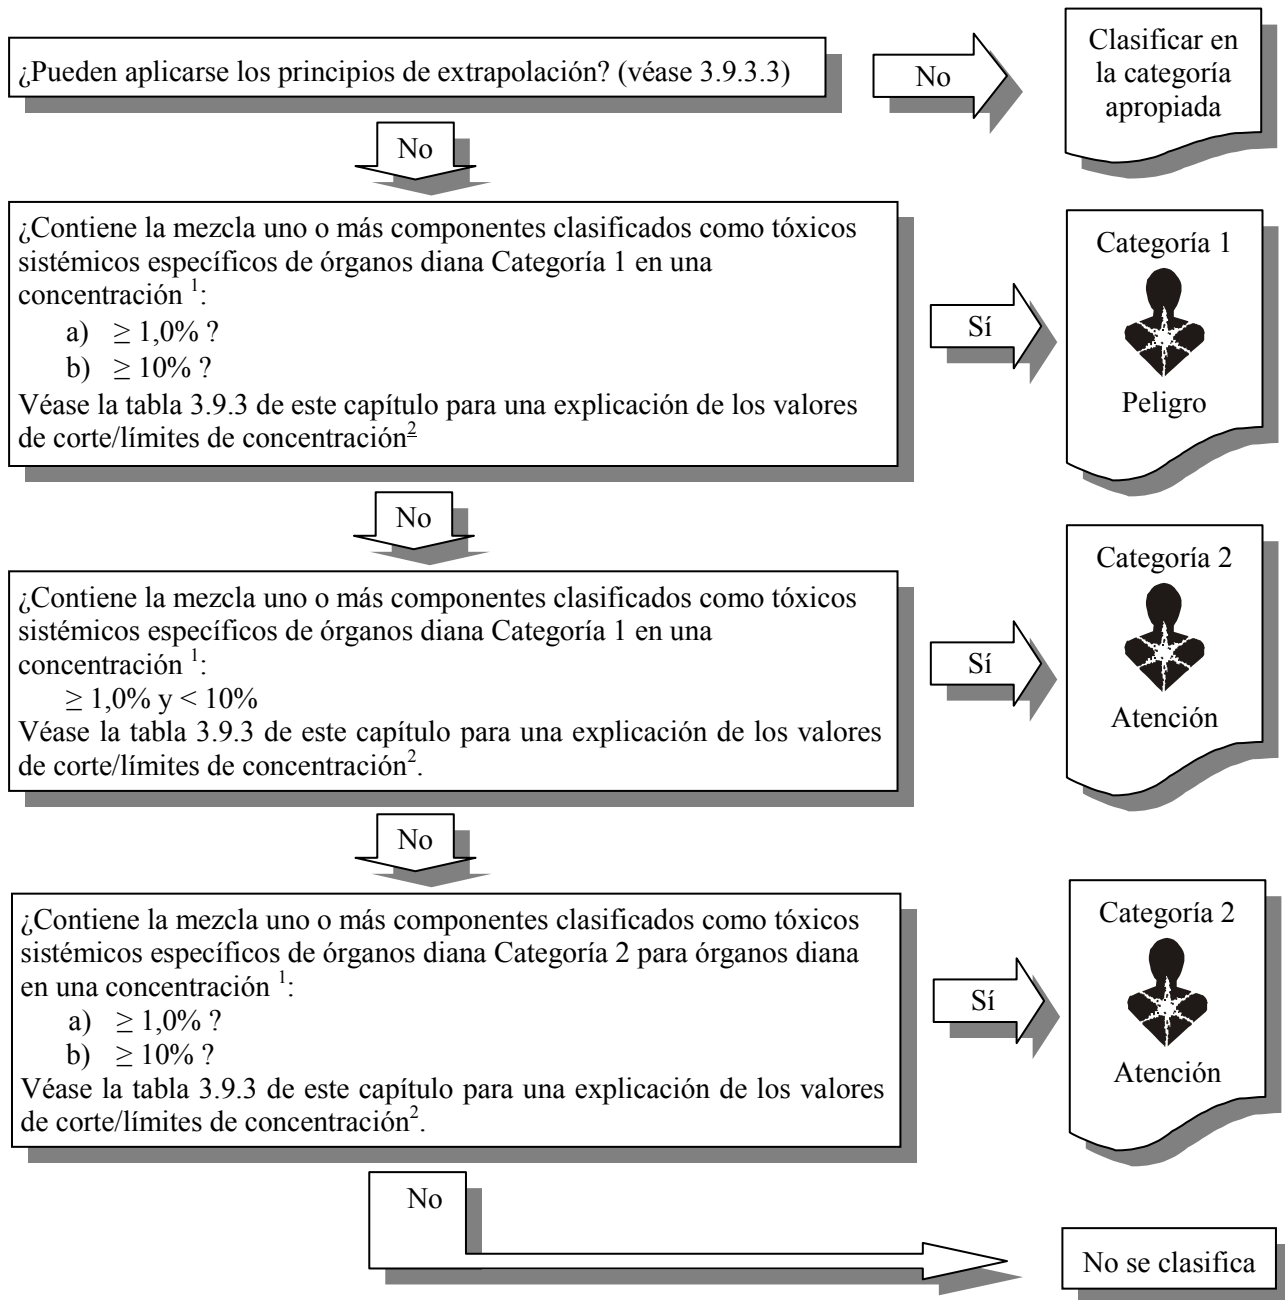 ¿Pueden aplicarse los principios de extrapolación? (véase 3.9.3.3)
No
Clasificar en
la categoría
apropiada
No
¿Contiene la mezcla uno o más componentes clasificados como tóxicos
sistémicos específicos de órganos diana Categoría 1 en una
concentración 1:
a) ≥ 1,0% ?
b) ≥ 10% ?
Véase la tabla 3.9.3 de este capítulo para una explicación de los valores
de corte/límites de concentración2
Sí
Categoría 1
Peligro
No
¿Contiene la mezcla uno o más componentes clasificados como tóxicos
sistémicos específicos de órganos diana Categoría 1 en una
concentración 1:
≥ 1,0% y < 10%
Véase la tabla 3.9.3 de este capítulo para una explicación de los valores
de corte/límites de concentración2.
Sí
Categoría 2
Atención
No
¿Contiene la mezcla uno o más componentes clasificados como tóxicos
sistémicos específicos de órganos diana Categoría 2 para órganos diana
en una concentración 1:
a) ≥ 1,0% ?
b) ≥ 10% ?
Véase la tabla 3.9.3 de este capítulo para una explicación de los valores
de corte/límites de concentración2.
Sí
Categoría 2
Atención
No
No se clasifica